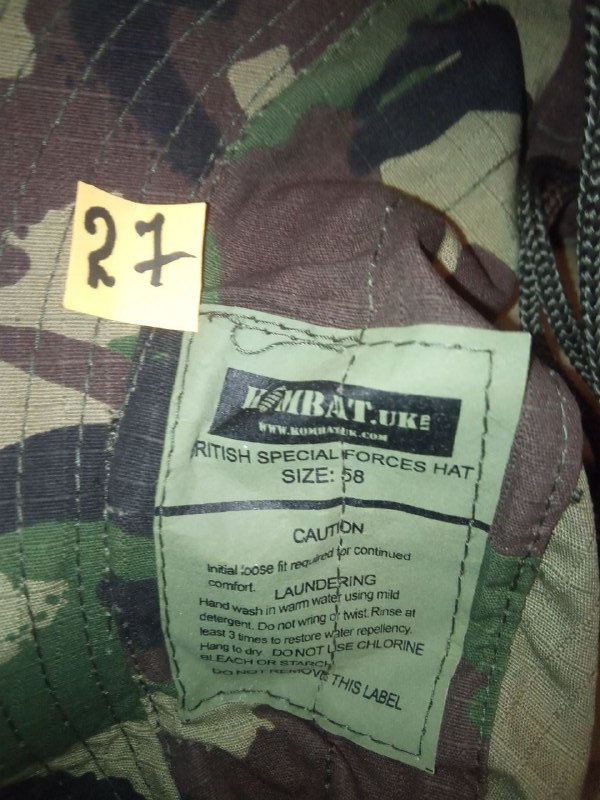 27
KOMBAT.UK LTD
WWW.KOMBATUK.COM
BRITISH SPECIAL FORCES HAT
SIZE: 58
CAUTION
Initial loose fit required for continued
comfort. LAUNDERING
Hand wash in warm water using mild
detergent. Do not wring or twist. Rinse at
least 3 times to restore water repellency.
Hang to dry. DO NOT USE CHLORINE
BLEACH OR STARCH
DO NOT REMOVE THIS LABEL